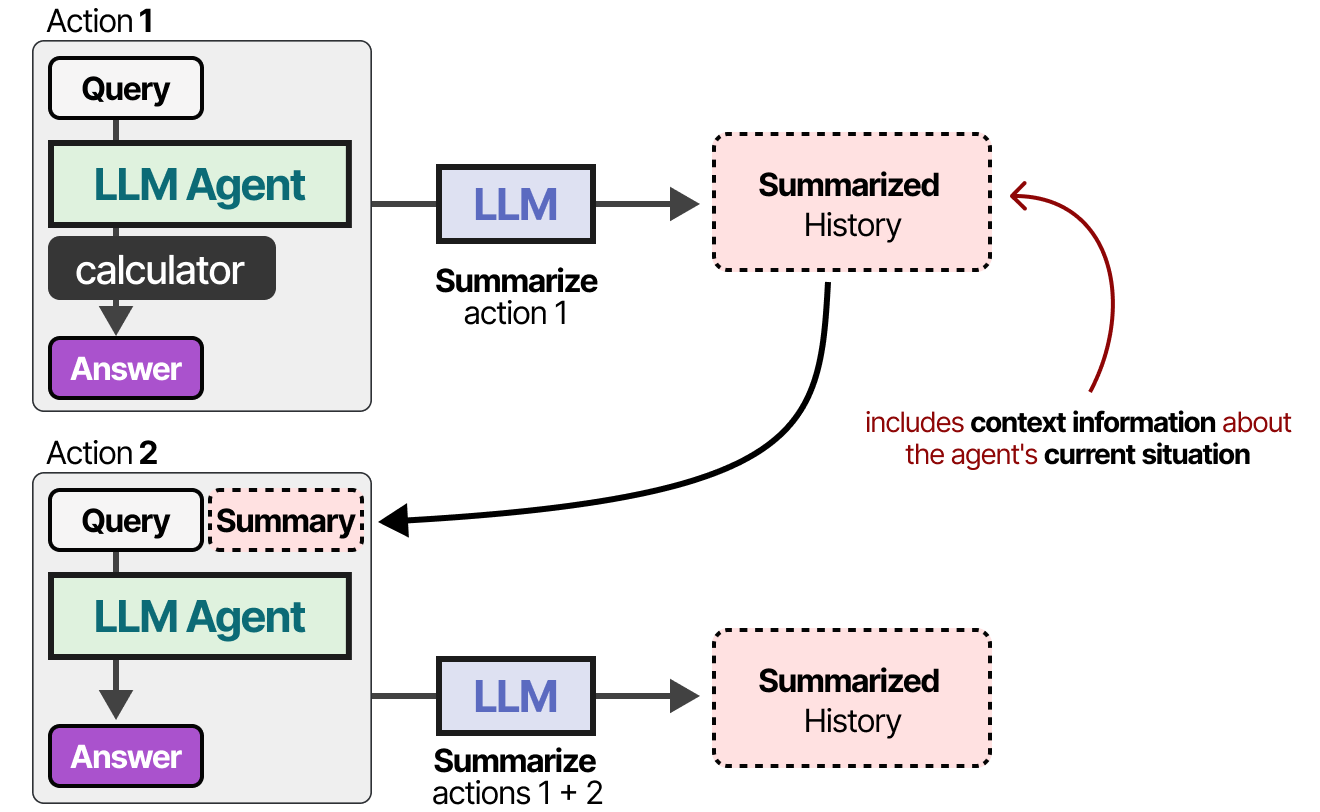 Action 1
Query
LLM Agent
calculator
Answer
LLM
Summarize
action 1
Summarized
History
includes context information about
the agent's current situation
Action 2
Query
Summary
LLM Agent
Answer
LLM
Summarize
actions 1 + 2
Summarized
History